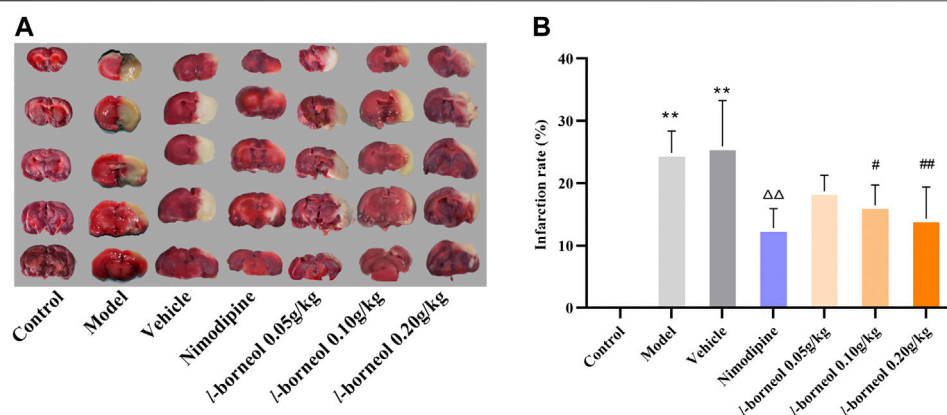 A
Control
Model
Vehicle
Nimodipine
l-borneol 0.05g/kg
l-borneol 0.10g/kg
l-borneol 0.20g/kg
B
Infarction rate (%)
40
30
20
10
0
**
**
ΔΔ
#
##
Control
Model
Vehicle
Nimodipine
l-borneol 0.05g/kg
l-borneol 0.10g/kg
l-borneol 0.20g/kg